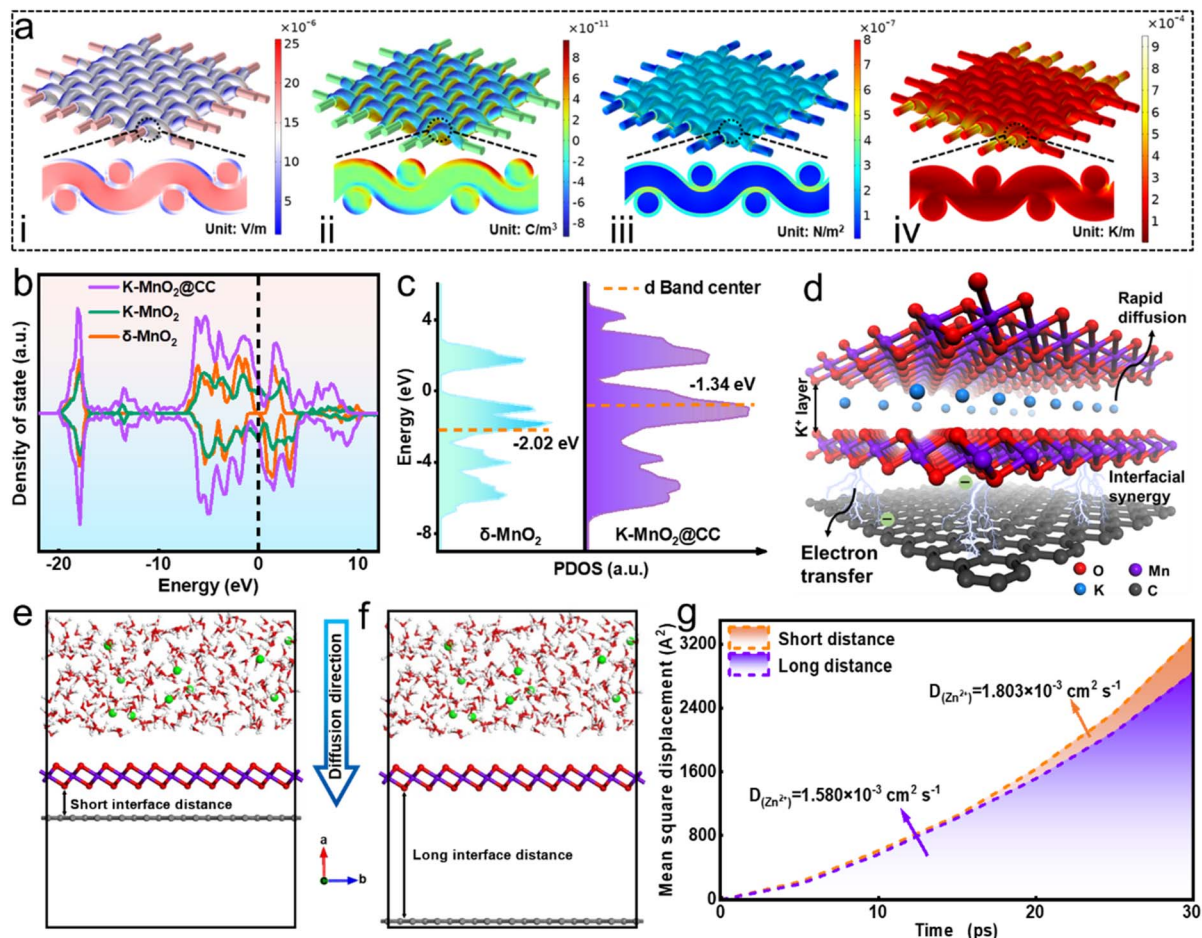 a
×10⁻⁶
25
20
15
10
5
i
Unit: V/m
×10⁻¹¹
8
6
4
2
0
-2
-4
-6
-8
ii
Unit: C/m³
×10⁻⁷
8
7
6
5
4
3
2
1
iii
Unit: N/m²
×10⁻⁴
9
8
7
6
5
4
3
2
1
iv
Unit: K/m
b
K-MnO₂@CC
K-MnO₂
δ-MnO₂
Density of state (a.u.)
-20
-10
0
10
Energy (eV)
c
d Band center
4
0
-4
-8
Energy (eV)
-2.02 eV
-1.34 eV
δ-MnO₂
K-MnO₂@CC
PDOS (a.u.)
d
Rapid
diffusion
K⁺ layer
Interfacial
synergy
Electron
transfer
O
Mn
K
C
e
Short interface distance
Diffusion direction
a
b
f
Long interface distance
g
Short distance
Long distance
D(Zn²⁺)=1.803×10⁻³ cm² s⁻¹
D(Zn²⁺)=1.580×10⁻³ cm² s⁻¹
Mean square displacement (A²)
3200
2400
1600
800
0
0
10
20
30
Time (ps)